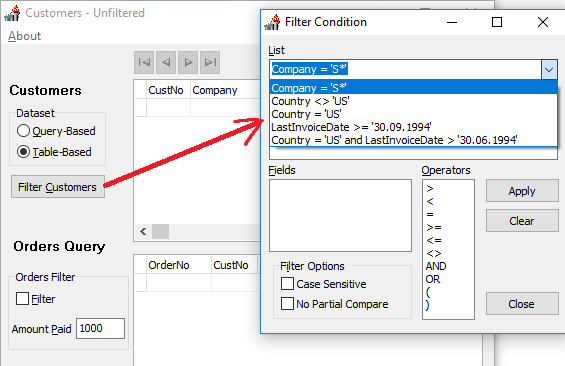 Customers - Unfiltered
About
Customers
Dataset
Query-Based
Table-Based
Filter Customers
CustNo Company
Orders Query
Orders Filter
Filter
Amount Paid 1000
OrderNo CustNo
Filter Condition
List
Company = 'S*'
Company = 'S*'
Country <> 'US'
Country = 'US'
LastInvoiceDate >= '30.09.1994'
Country = 'US' and LastInvoiceDate > '30.06.1994'
Fields
Operators
>
<
=
>=
<=
<>
AND
OR
(
)
Apply
Clear
Filter Options
Case Sensitive
No Partial Compare
Close